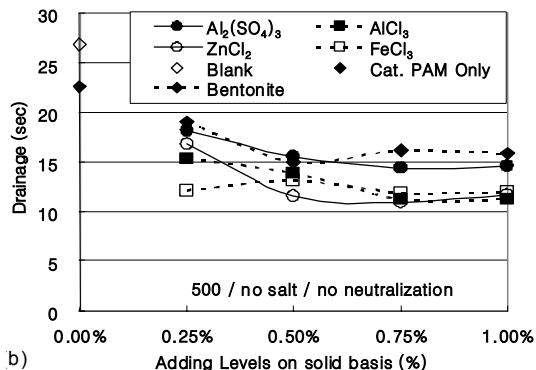 Al₂(SO₄)₃ AlCl₃
ZnCl₂ FeCl₃
Blank Cat. PAM Only
Bentonite
30
25
20
15
10
5
0
Drainage (sec)
500 / no salt / no neutralization
0.00% 0.25% 0.50% 0.75% 1.00%
b) Adding Levels on solid basis (%)